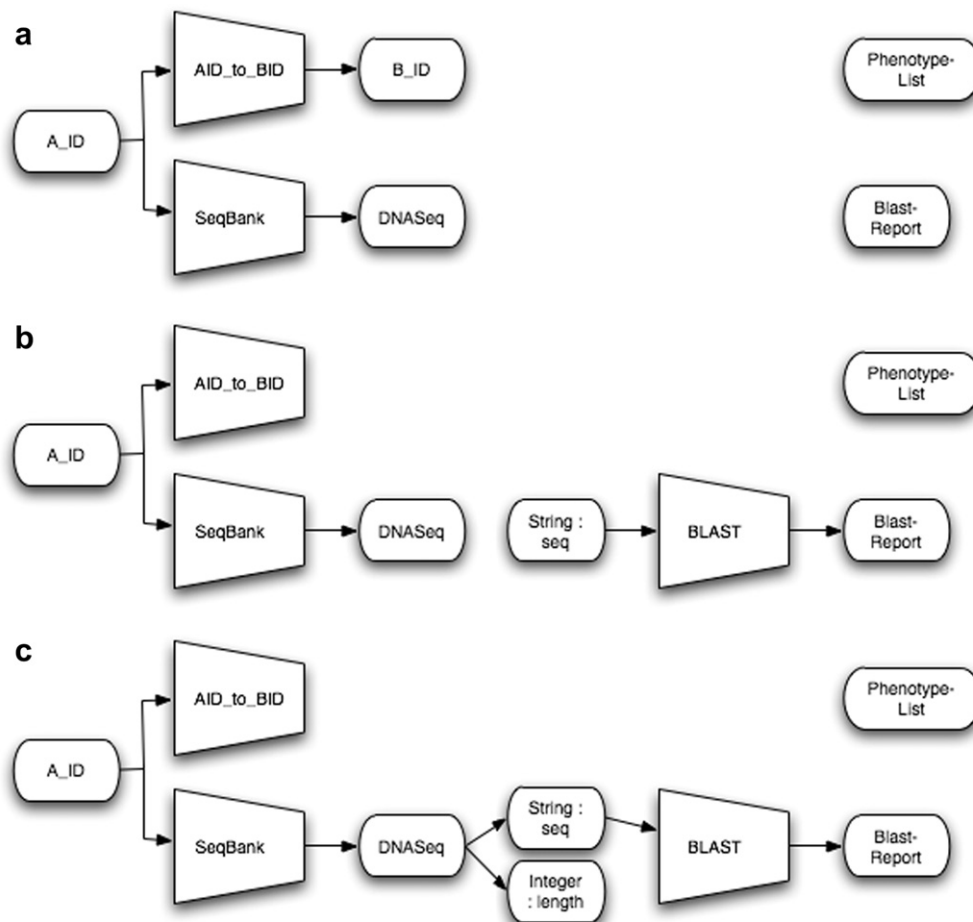 a
AID_to_BID
B_ID
Phenotype-
List
A_ID
SeqBank
DNASeq
Blast-
Report
b
AID_to_BID
Phenotype-
List
A_ID
SeqBank
DNASeq
String :
seq
BLAST
Blast-
Report
c
AID_to_BID
Phenotype-
List
A_ID
SeqBank
DNASeq
String :
seq
BLAST
Blast-
Report
Integer
: length